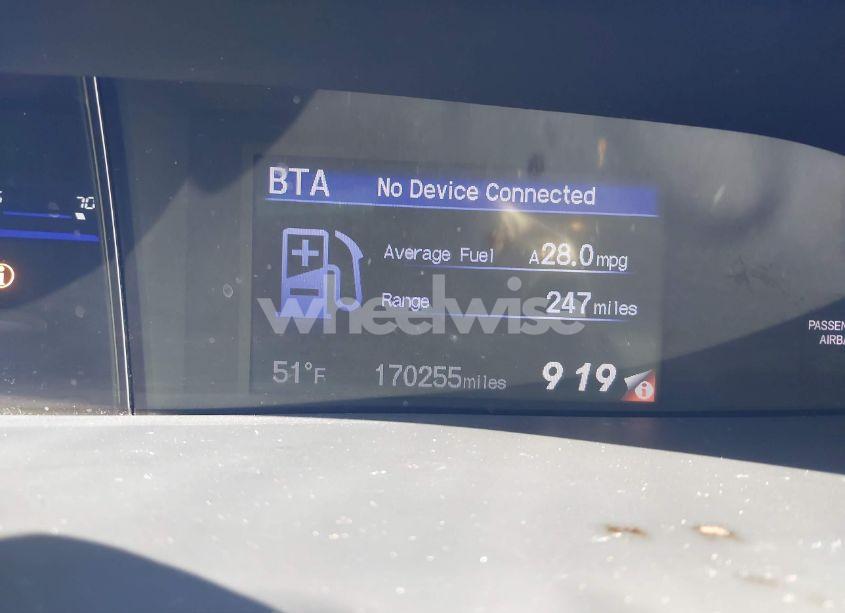 BTA No Device Connected
70
Average Fuel A28.0mpg
Range 247miles
wheelwise
51°F 170255miles 9 19
i
i
PASSEN
AIRBA